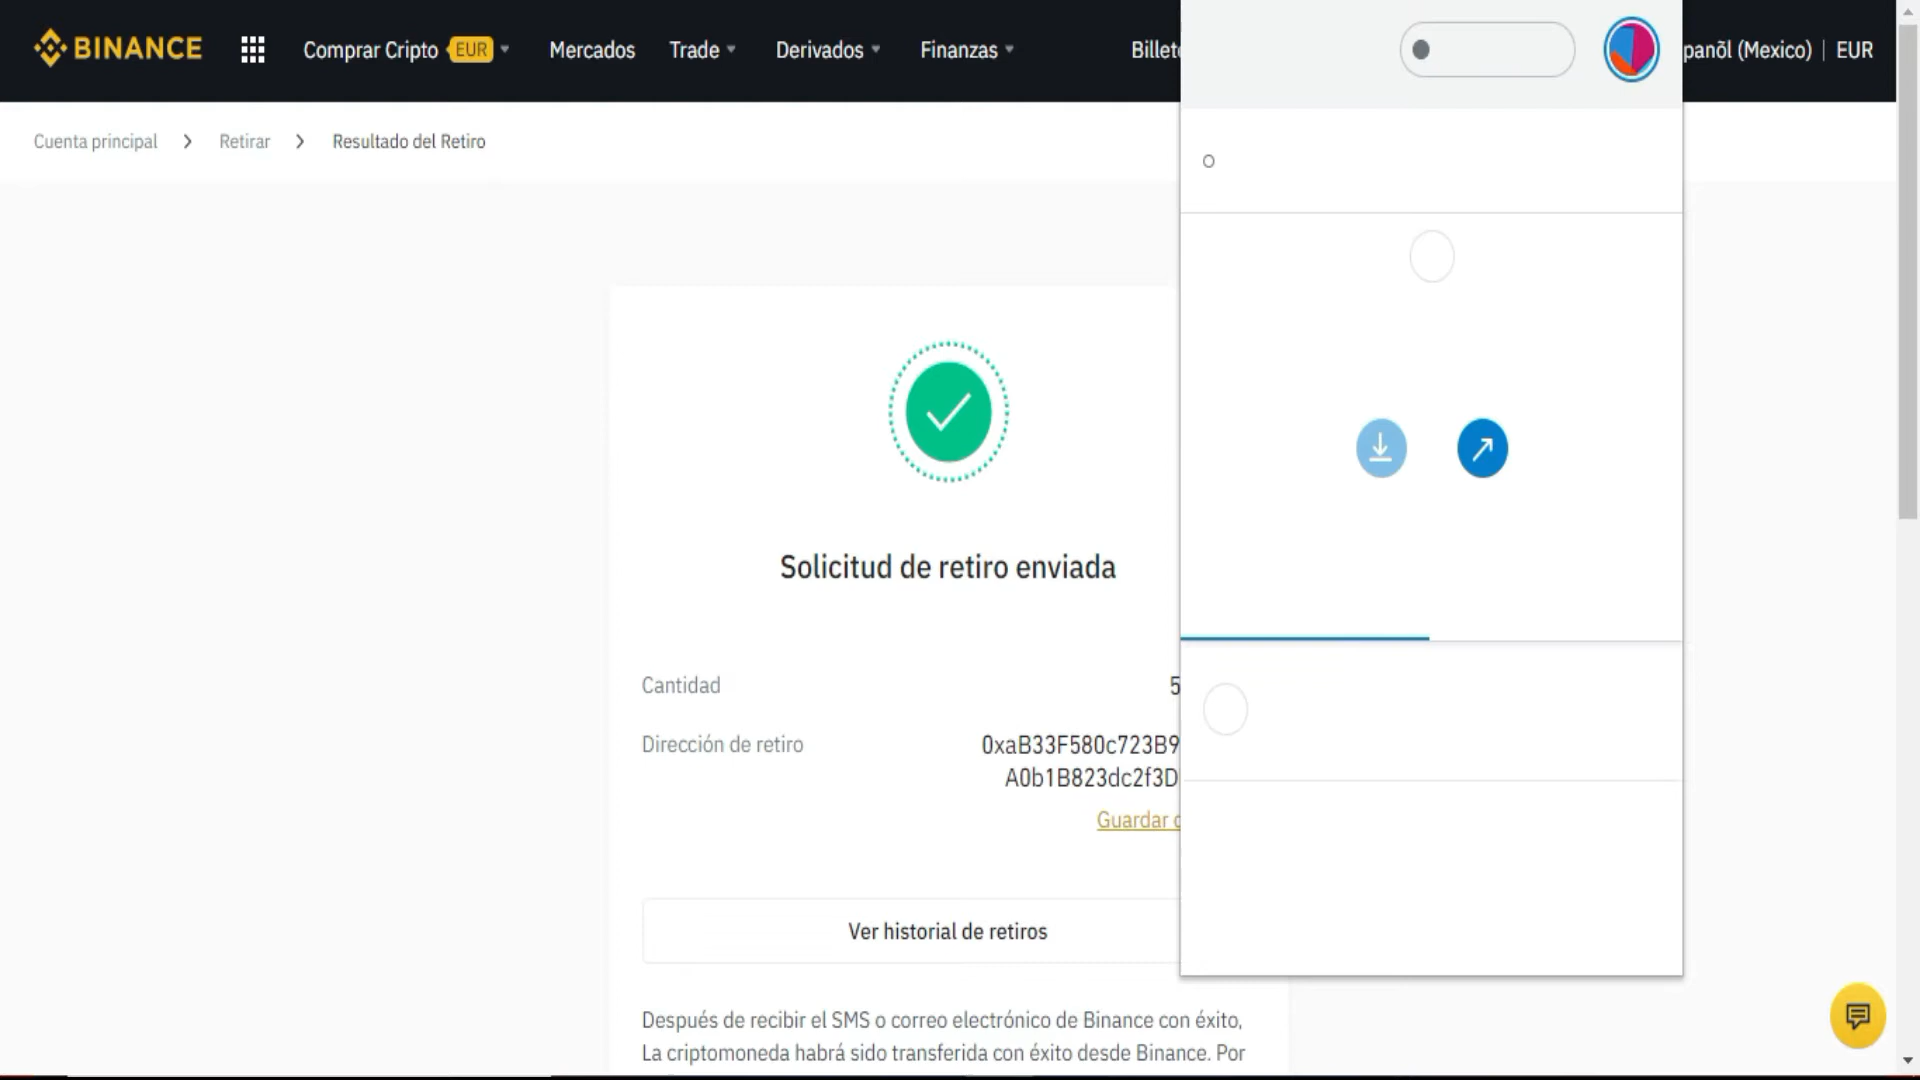 BINANCE Comprar Cripto EUR Mercados Trade Derivados Finanzas (Mexico) | EUR
Cuenta principal > Retirar > Resultado del Retiro
Solicitud de retiro enviada
Cantidad 5
Dirección de retiro 0xaB33F580c723B9
A0b1B823dc2f3D
Guardar
Ver historial de retiros
Después de recibir el SMS o correo electrónico de Binance con éxito,
La criptomoneda habrá sido transferida con éxito desde Binance. Por